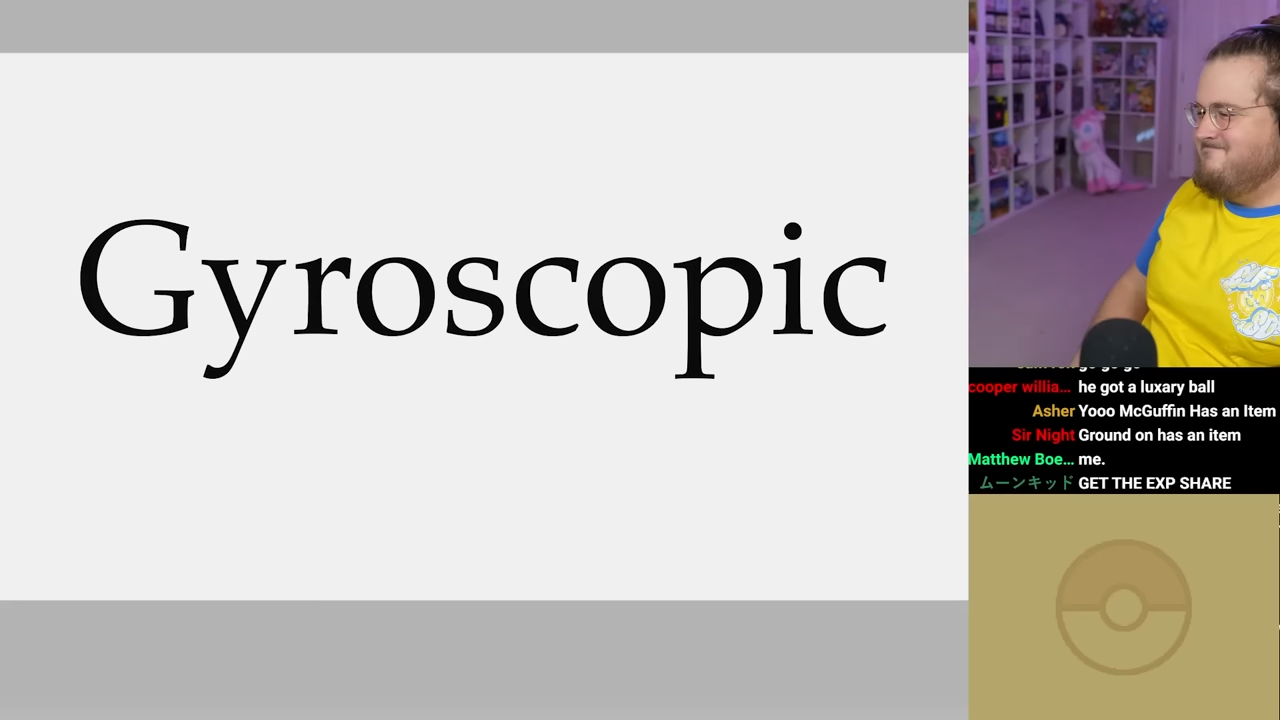 Gyroscopic
cooper willia... he got a luxary ball
Asher Yooo McGuffin Has an Item
Sir Night Ground on has an item
Matthew Boe... me.
ムーンキッド GET THE EXP SHARE